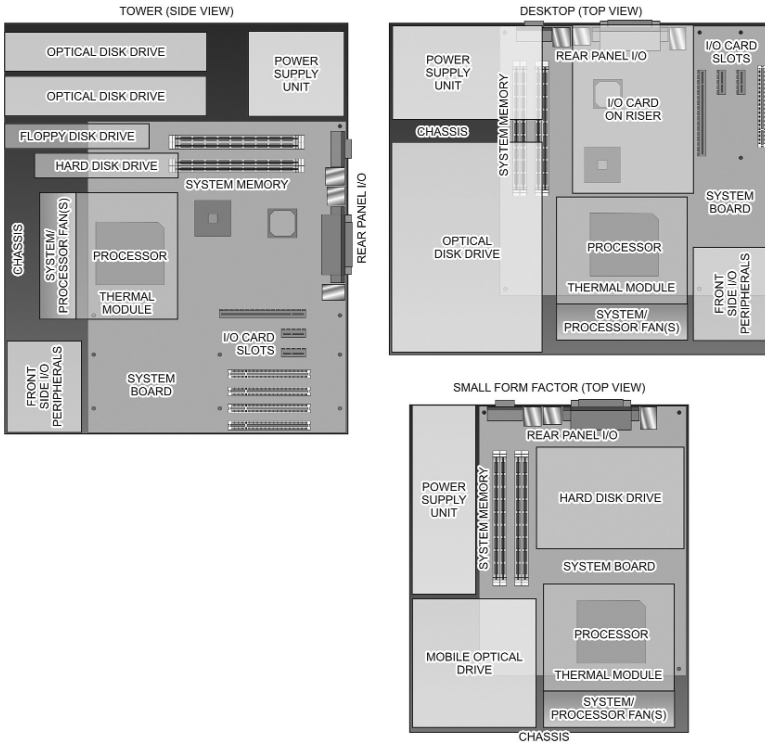 TOWER (SIDE VIEW)
OPTICAL DISK DRIVE
OPTICAL DISK DRIVE
POWER
SUPPLY
UNIT
FLOPPY DISK DRIVE
HARD DISK DRIVE
SYSTEM MEMORY
REAR PANEL I/O
CHASSIS
SYSTEM/
PROCESSOR FAN(S)
PROCESSOR
THERMAL
MODULE
I/O CARD
SLOTS
FRONT
SIDE I/O
PERIPHERALS
SYSTEM
BOARD
DESKTOP (TOP VIEW)
POWER
SUPPLY
UNIT
REAR PANEL I/O
I/O CARD
SLOTS
SYSTEM MEMORY
I/O CARD
ON RISER
CHASSIS
SYSTEM
BOARD
OPTICAL
DISK DRIVE
PROCESSOR
THERMAL MODULE
SYSTEM/
PROCESSOR FAN(S)
FRONT
SIDE I/O
PERIPHERALS
SMALL FORM FACTOR (TOP VIEW)
REAR PANEL I/O
POWER
SUPPLY
UNIT
SYSTEM MEMORY
HARD DISK DRIVE
SYSTEM BOARD
MOBILE OPTICAL
DRIVE
PROCESSOR
THERMAL MODULE
SYSTEM/
PROCESSOR FAN(S)
CHASSIS